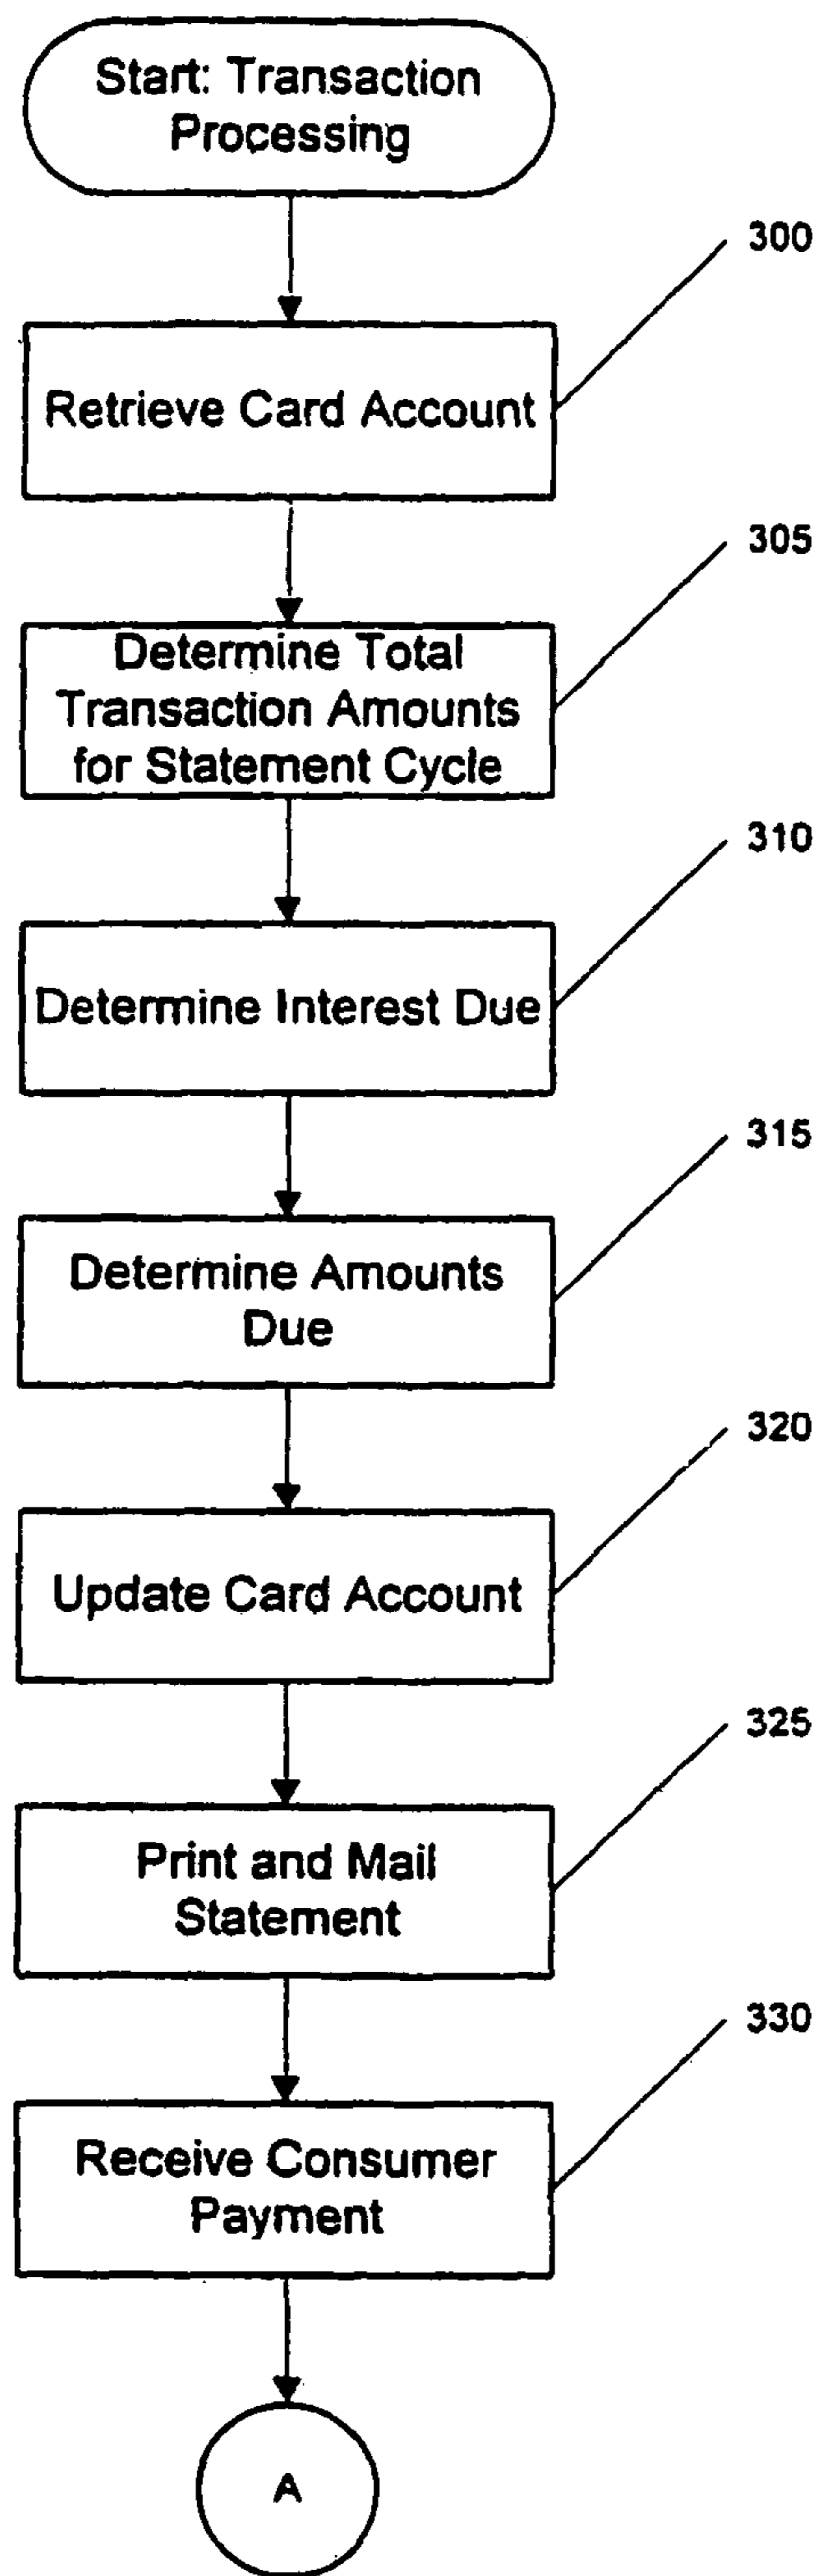 Start: Transaction
Processing
300
Retrieve Card Account
305
Determine Total
Transaction Amounts
for Statement Cycle
310
Determine Interest Due
315
Determine Amounts
Due
320
Update Card Account
325
Print and Mail
Statement
330
Receive Consumer
Payment
A